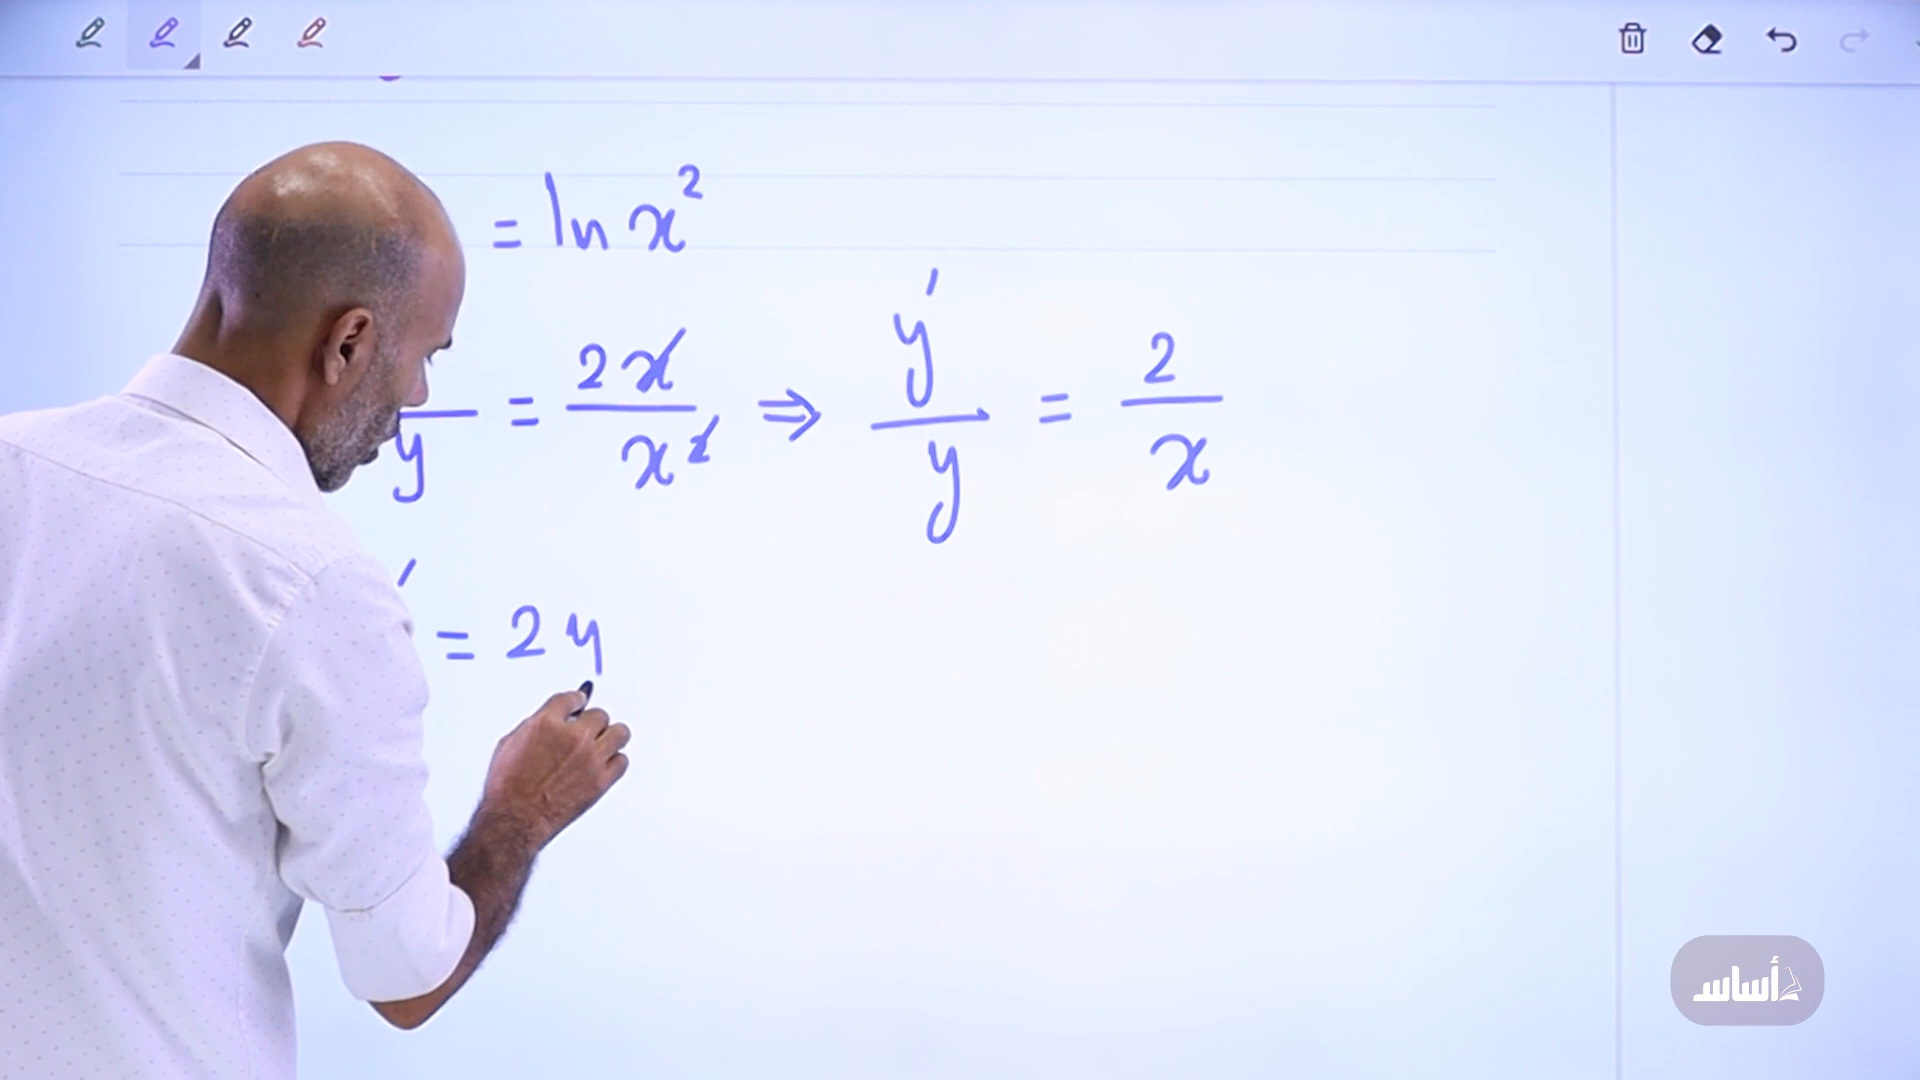 = ln x²
y = 2x / x² ⇒ y′ / y = 2 / x
′ = 2y
أساس